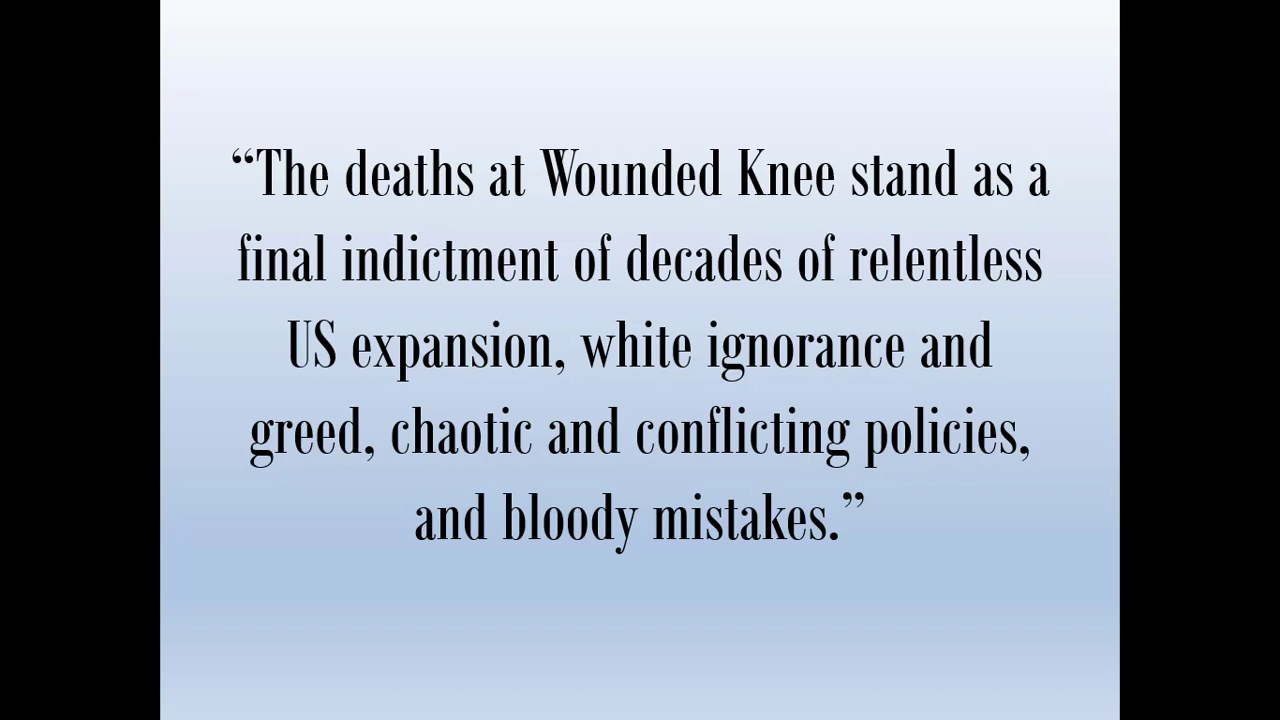 “The deaths at Wounded Knee stand as a
final indictment of decades of relentless
US expansion, white ignorance and
greed, chaotic and conflicting policies,
and bloody mistakes.”